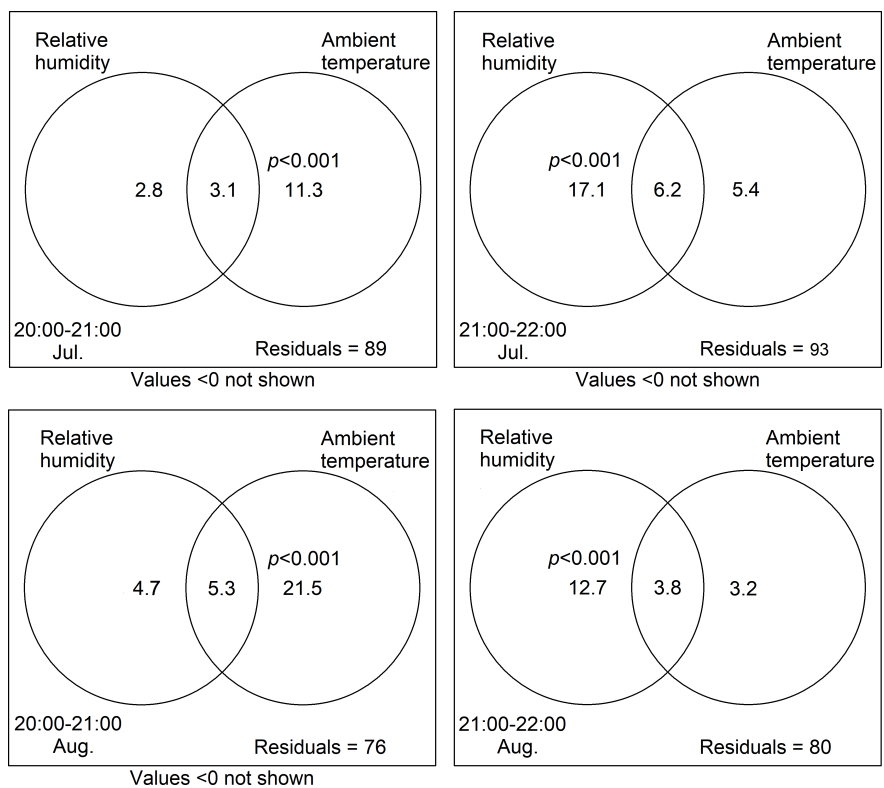 Relative
humidity
Ambient
temperature
p<0.001
2.8
3.1
11.3
20:00-21:00
Jul.
Residuals = 89
Values <0 not shown
Relative
humidity
Ambient
temperature
p<0.001
17.1
6.2
5.4
21:00-22:00
Jul.
Residuals = 93
Values <0 not shown
Relative
humidity
Ambient
temperature
p<0.001
4.7
5.3
21.5
20:00-21:00
Aug.
Residuals = 76
Values <0 not shown
Relative
humidity
Ambient
temperature
p<0.001
12.7
3.8
3.2
21:00-22:00
Aug.
Residuals = 80